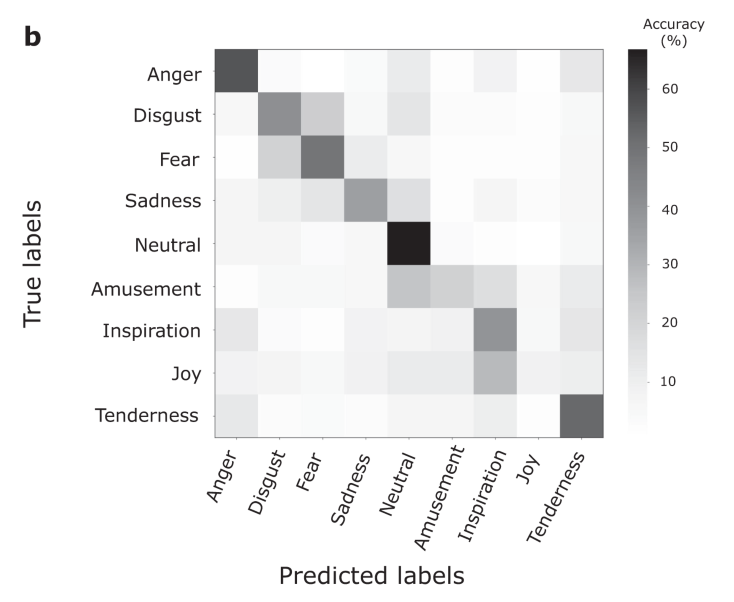 b
Accuracy
(%)
Anger
Disgust
Fear
Sadness
Neutral
Amusement
Inspiration
Joy
Tenderness
True labels
60
50
40
30
20
10
Anger
Disgust
Fear
Sadness
Neutral
Amusement
Inspiration
Joy
Tenderness
Predicted labels